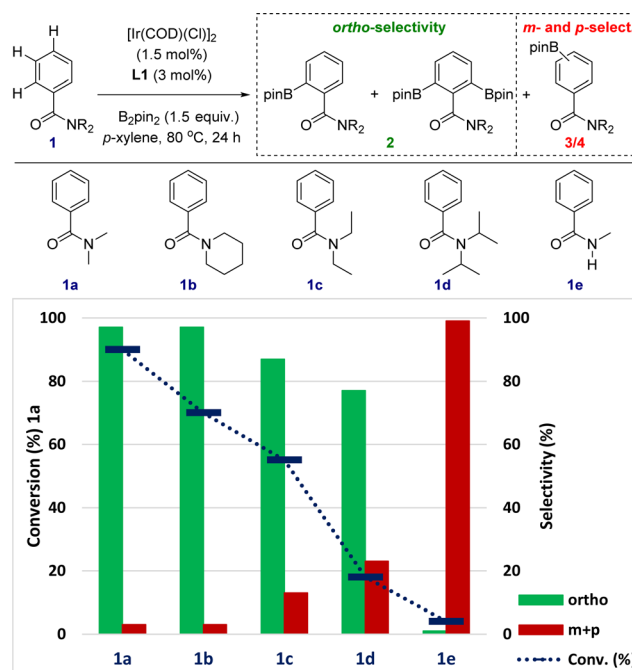 H
H
H
O
NR2
1
[Ir(COD)(Cl)]2
(1.5 mol%)
L1 (3 mol%)
B2pin2 (1.5 equiv.)
p-xylene, 80 °C, 24 h
ortho-selectivity
pinB
O
NR2
+
pinB
Bpin
O
NR2
2
+
m- and p-select
pinB
O
NR2
3/4
O
N
1a
O
N
1b
O
N
1c
O
N
1d
O
N
H
1e
Conversion (%) 1a
100
80
60
40
20
0
1a
1b
1c
1d
1e
100
80
60
40
20
0
Selectivity (%)
ortho
m+p
Conv. (%